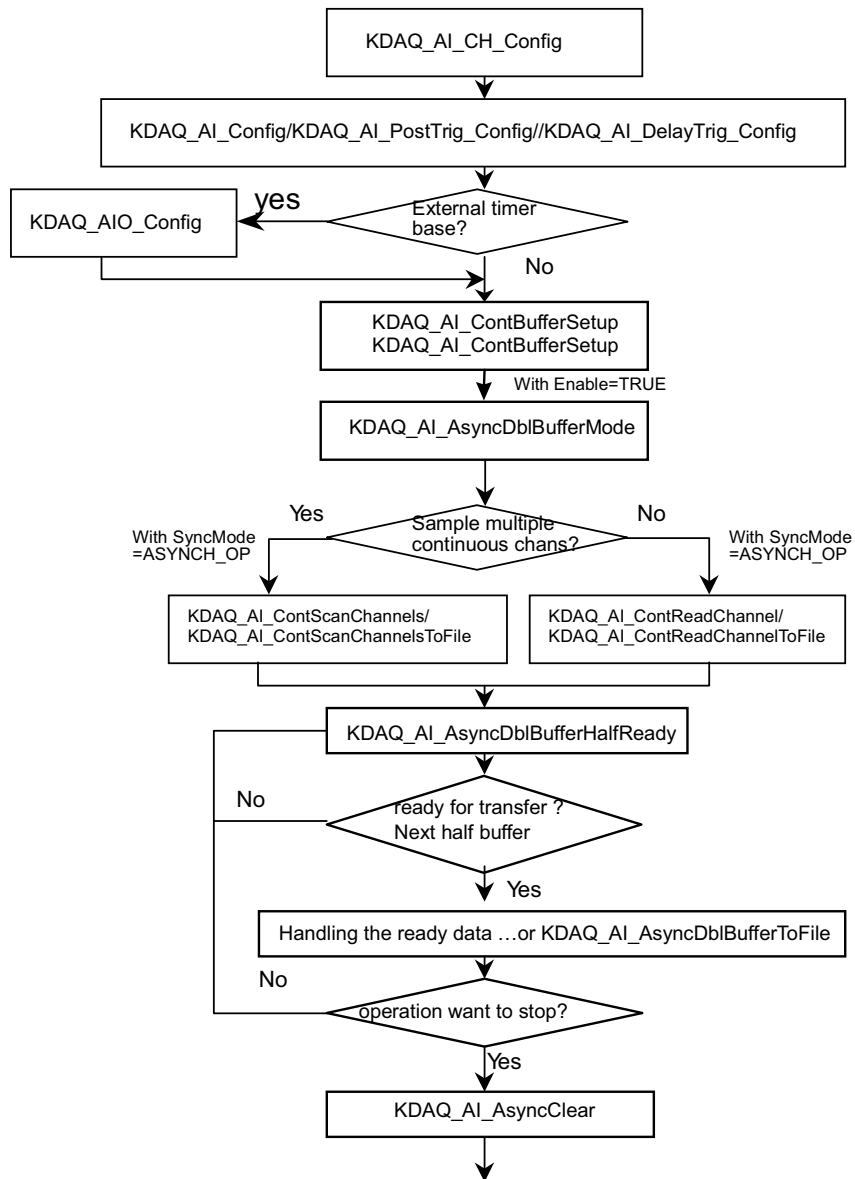 KDAQ_AI_CH_Config
KDAQ_AI_Config/KDAQ_AI_PostTrig_Config//KDAQ_AI_DelayTrig_Config
yes
External timer
base?
KDAQ_AIO_Config
No
KDAQ_AI_ContBufferSetup
KDAQ_AI_ContBufferSetup
With Enable=TRUE
KDAQ_AI_AsyncDblBufferMode
Yes
Sample multiple
continuous chans?
No
With SyncMode
=ASYNCH_OP
With SyncMode
=ASYNCH_OP
KDAQ_AI_ContScanChannels/
KDAQ_AI_ContScanChannelsToFile
KDAQ_AI_ContReadChannel/
KDAQ_AI_ContReadChannelToFile
KDAQ_AI_AsyncDblBufferHalfReady
No
ready for transfer ?
Next half buffer
Yes
Handling the ready data …or KDAQ_AI_AsyncDblBufferToFile
No
operation want to stop?
Yes
KDAQ_AI_AsyncClear